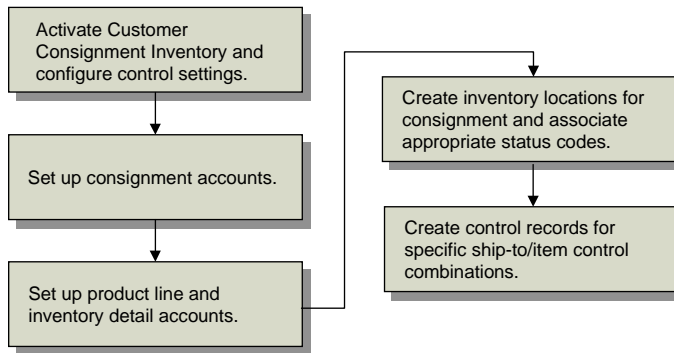 Activate Customer
Consignment Inventory and
configure control settings.
Set up consignment accounts.
Set up product line and
inventory detail accounts.
Create inventory locations for
consignment and associate
appropriate status codes.
Create control records for
specific ship-to/item control
combinations.